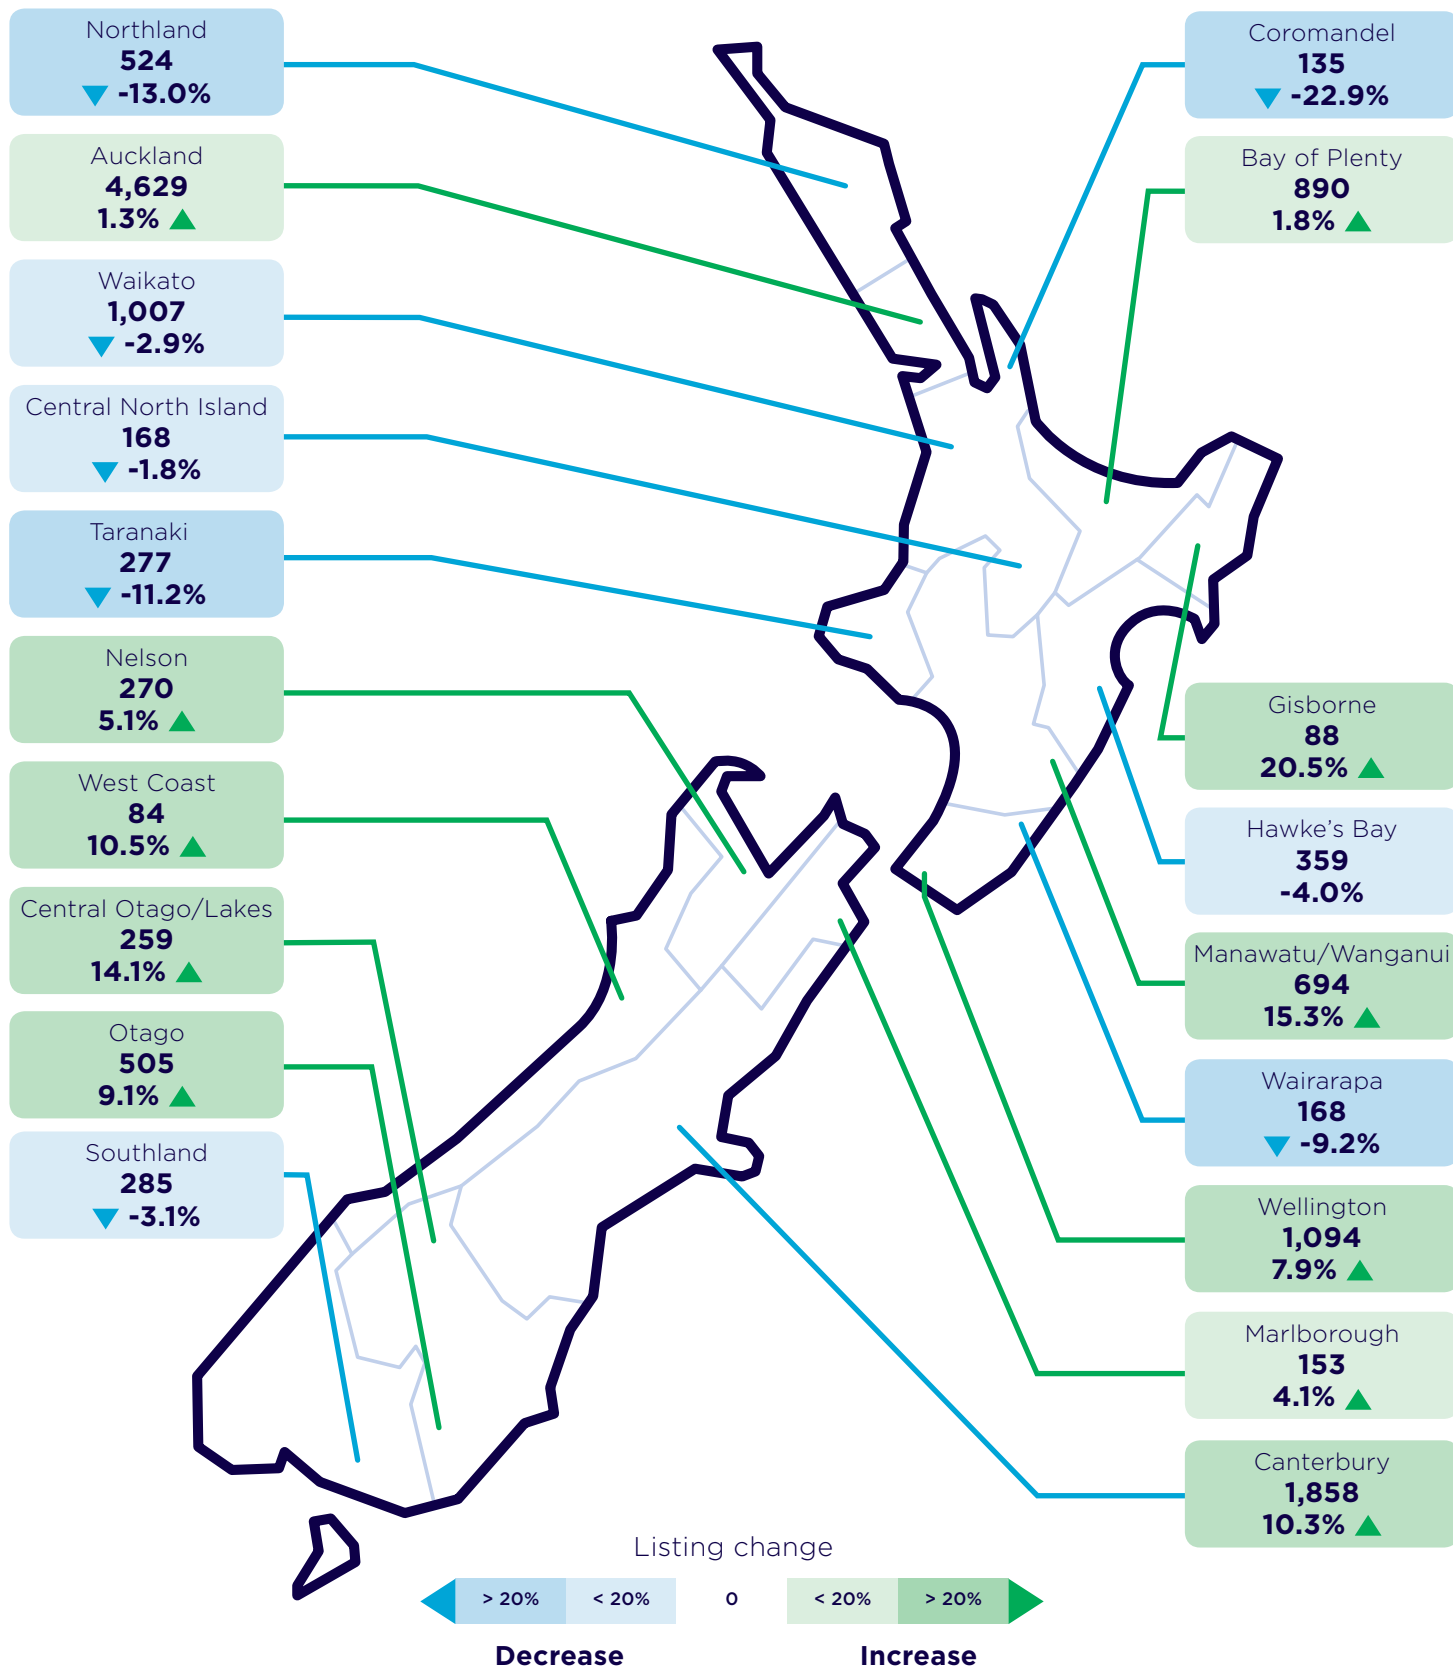 Northland
524
▼ -13.0%
Auckland
4,629
1.3% ▲
Waikato
1,007
▼ -2.9%
Central North Island
168
▼ -1.8%
Taranaki
277
▼ -11.2%
Nelson
270
5.1% ▲
West Coast
84
10.5% ▲
Central Otago/Lakes
259
14.1% ▲
Otago
505
9.1% ▲
Southland
285
▼ -3.1%
Coromandel
135
▼ -22.9%
Bay of Plenty
890
1.8% ▲
Gisborne
88
20.5% ▲
Hawke's Bay
359
-4.0%
Manawatu/Wanganui
694
15.3% ▲
Wairarapa
168
▼ -9.2%
Wellington
1,094
7.9% ▲
Marlborough
153
4.1% ▲
Canterbury
1,858
10.3% ▲
Listing change
> 20% < 20% 0 < 20% > 20%
Decrease Increase